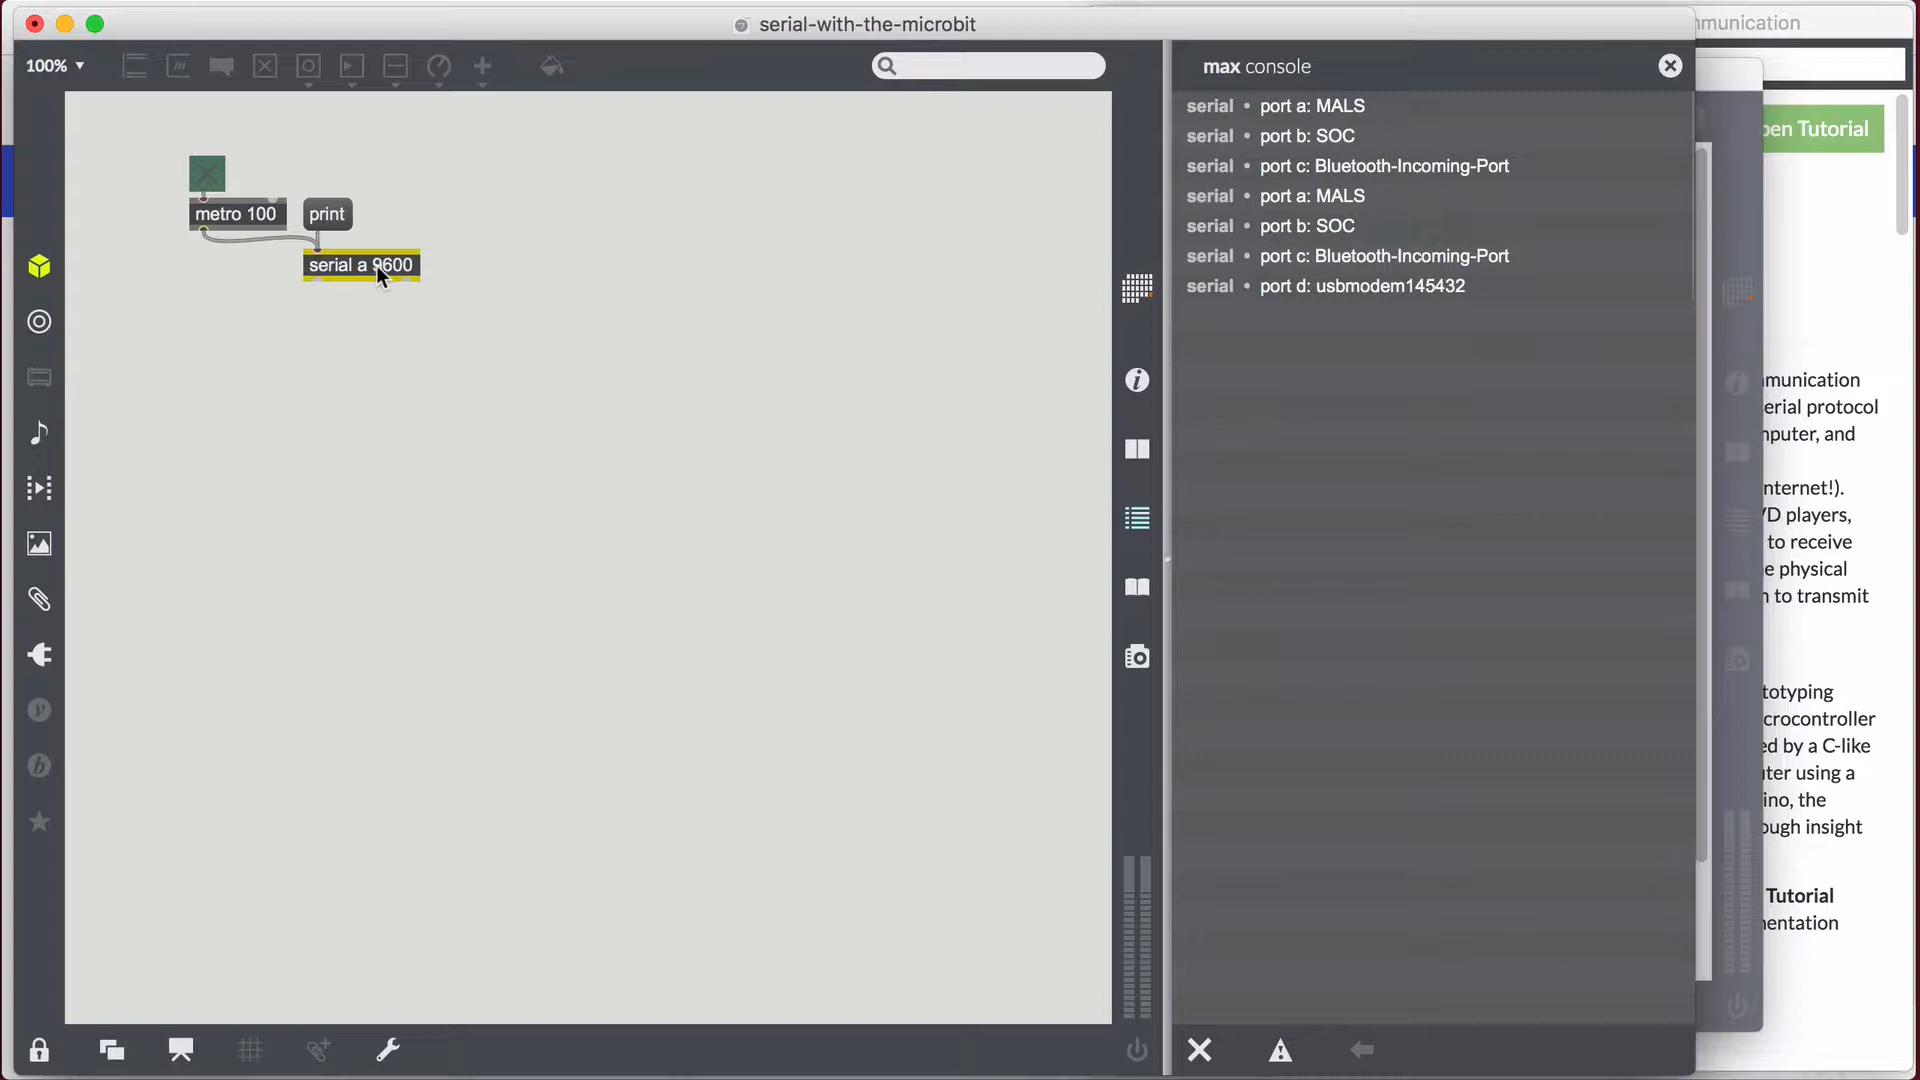 serial-with-the-microbit
munication
100%
max console
serial • port a: MALS
serial • port b: SOC
serial • port c: Bluetooth-Incoming-Port
serial • port a: MALS
serial • port b: SOC
serial • port c: Bluetooth-Incoming-Port
serial • port d: usbmodem145432
metro 100
print
serial a 9600
pen Tutorial
munication
erial protocol
nputer, and
nternet!).
VD players,
to receive
e physical
n to transmit
totyping
crocontroller
ed by a C-like
uter using a
ino, the
ough insight
Tutorial
nentation